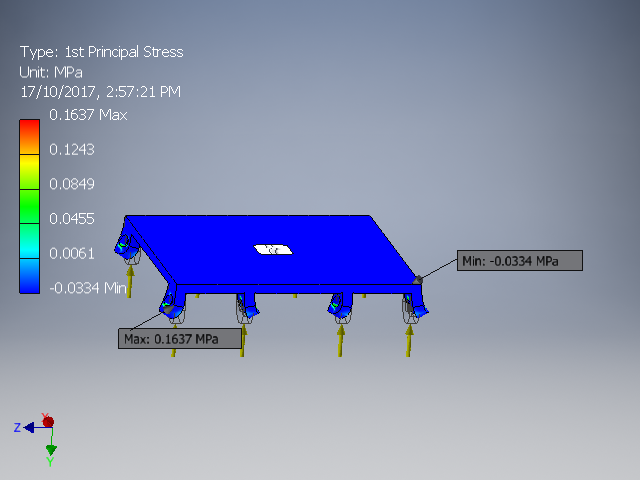 Type: 1st Principal Stress
Unit: MPa
17/10/2017, 2:57:21 PM
0.1637 Max
0.1243
0.0849
0.0455
0.0061
-0.0334 Min
Min: -0.0334 MPa
Max: 0.1637 MPa
X
Z
Y